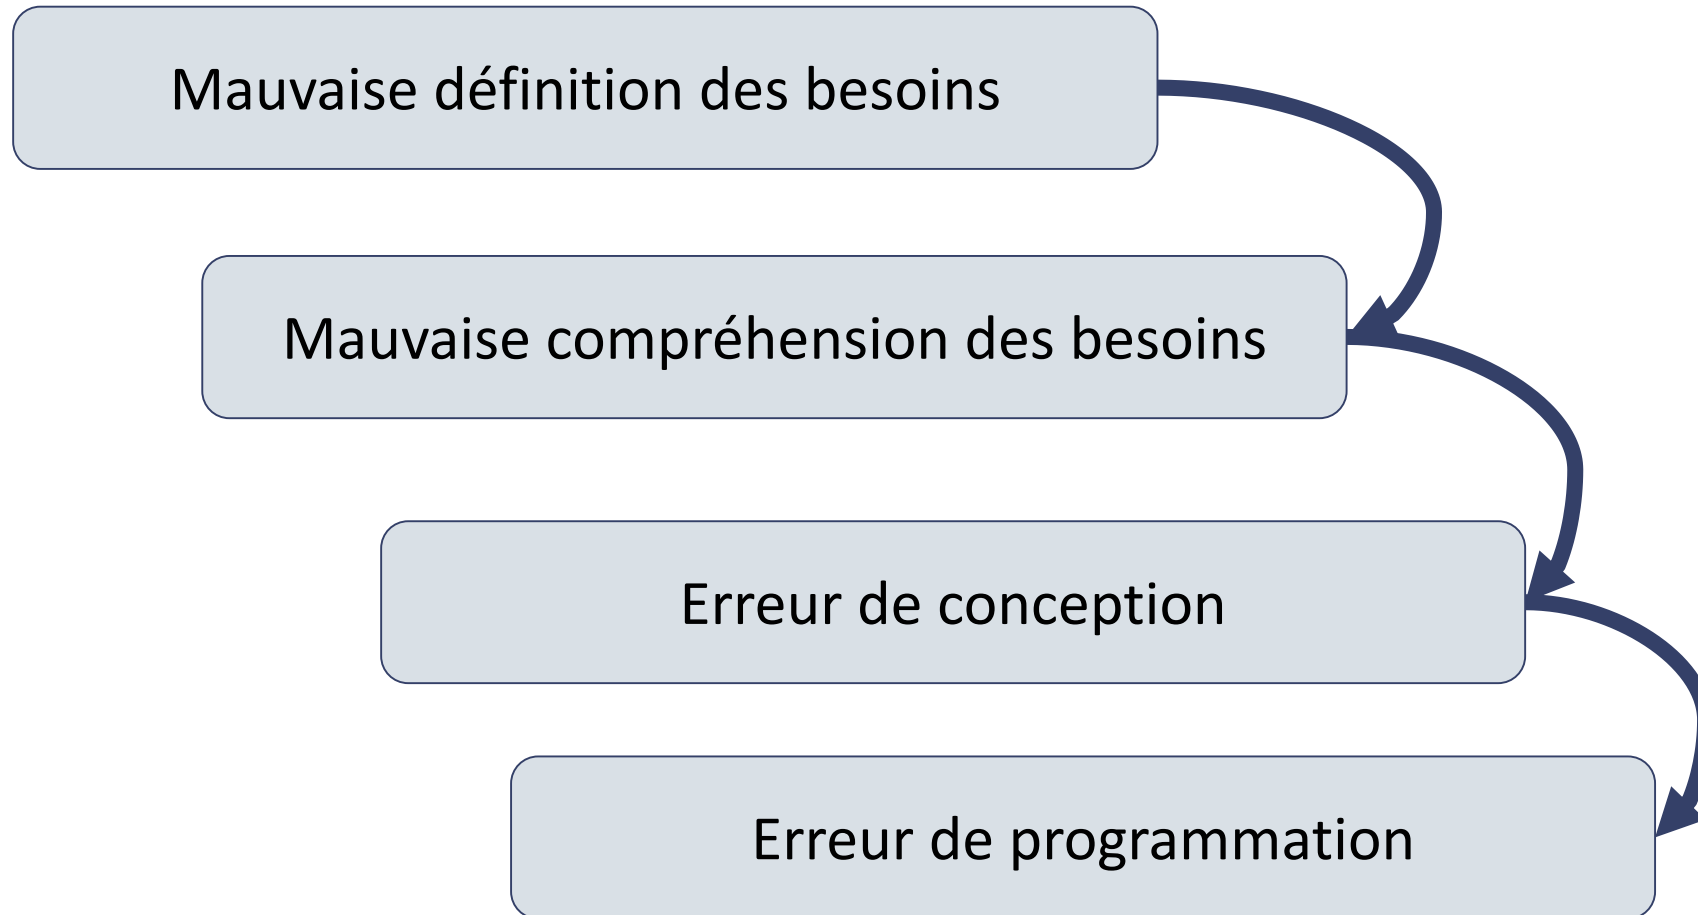 Mauvaise définition des besoins
Mauvaise compréhension des besoins
Erreur de conception
Erreur de programmation